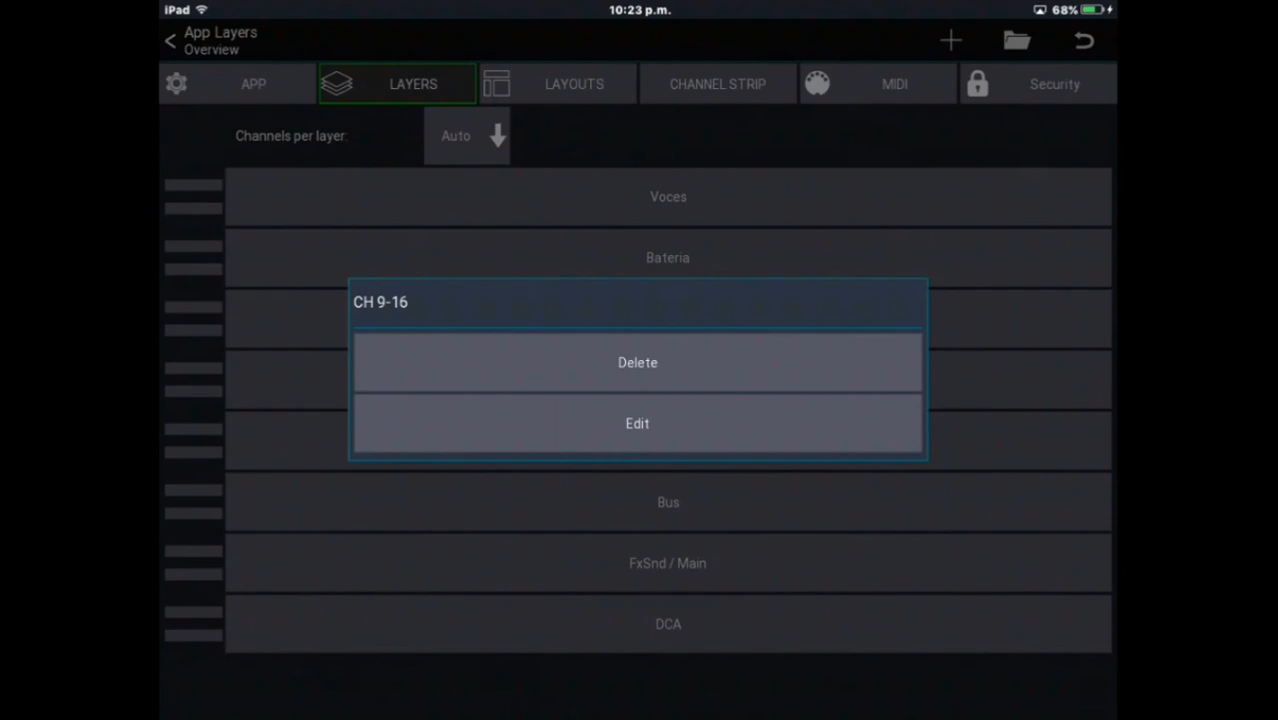 iPad 10:23 p.m. 68%
App Layers
Overview
APP LAYERS LAYOUTS CHANNEL STRIP MIDI Security
Channels per layer: Auto
Voces
Bateria
CH 9-16
Delete
Edit
Bus
FxSnd / Main
DCA